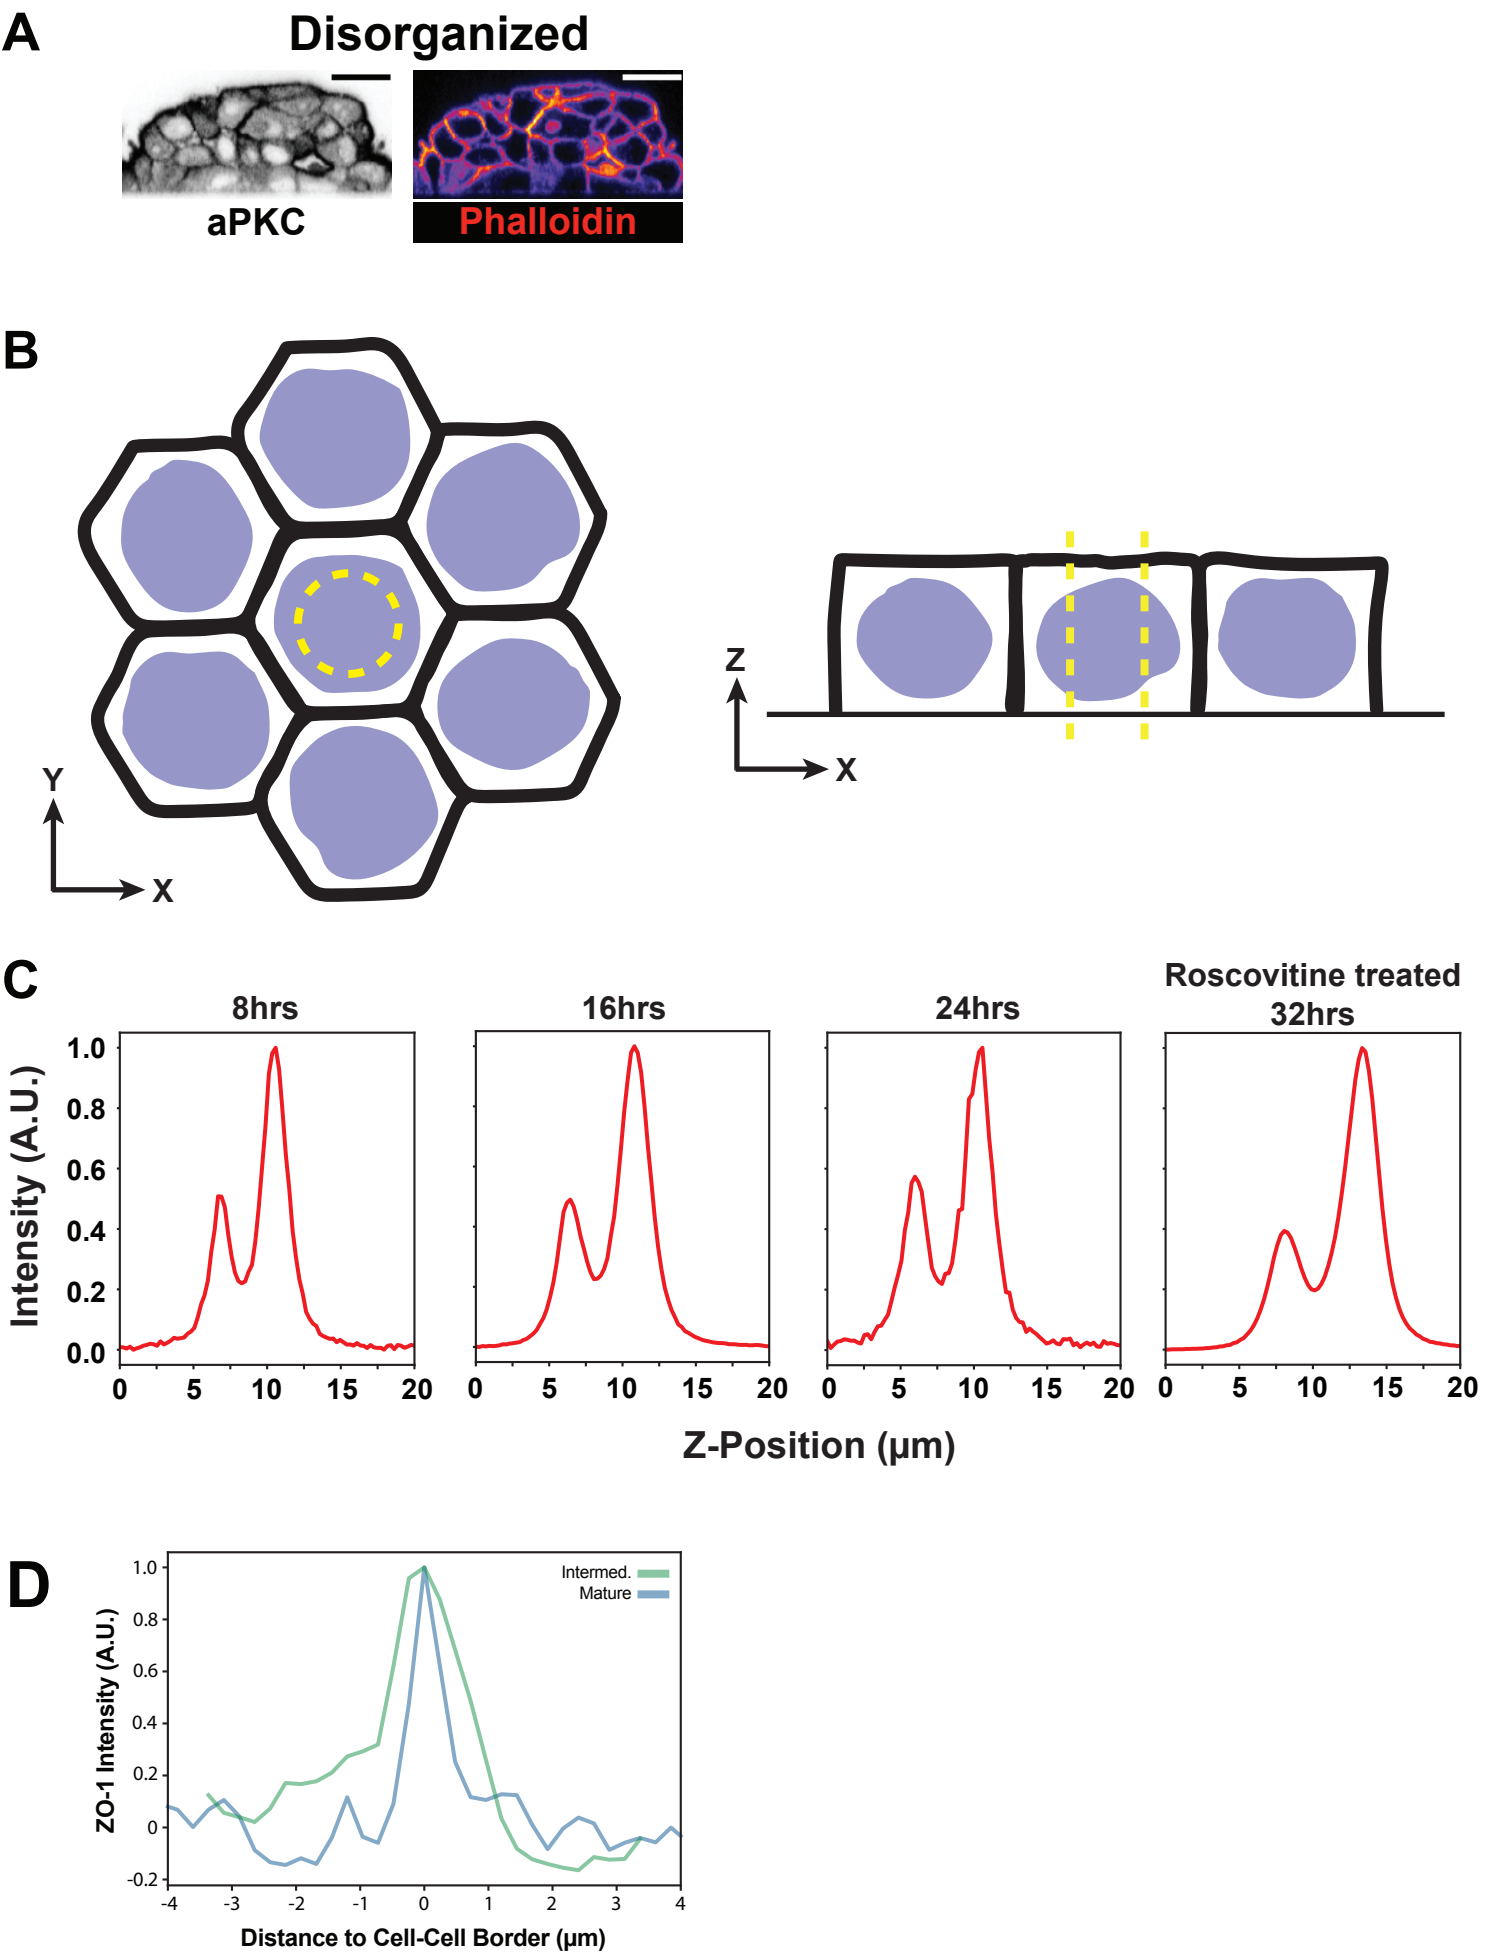 A
Disorganized
aPKC
Phalloidin
B
Y
X
Z
X
C
8hrs
16hrs
24hrs
Roscovitine treated
32hrs
Intensity (A.U.)
1.0
0.8
0.6
0.4
0.2
0.0
0 5 10 15 20
0 5 10 15 20
0 5 10 15 20
0 5 10 15 20
Z-Position (µm)
D
ZO-1 Intensity (A.U.)
1.0
0.8
0.6
0.4
0.2
0
-0.2
Intermed.
Mature
-4 -3 -2 -1 0 1 2 3 4
Distance to Cell-Cell Border (µm)